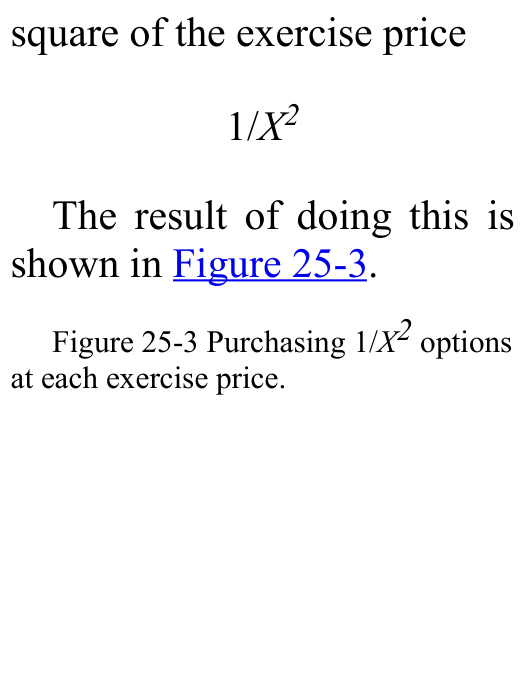 square of the exercise price
1/X²
The result of doing this is
shown in Figure 25-3.
Figure 25-3 Purchasing 1/X² options
at each exercise price.